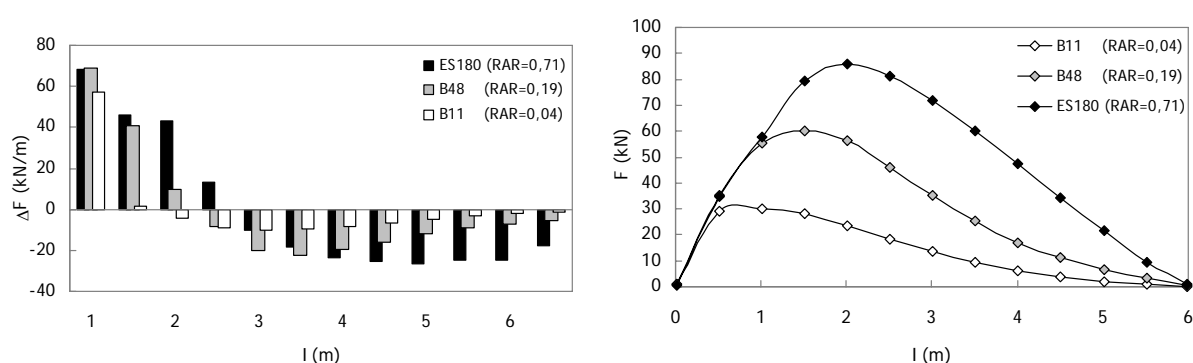 80
60
40
20
0
-20
-40
ΔF (kN/m)
ES180 (RAR=0,71)
B48 (RAR=0,19)
B11 (RAR=0,04)
1 2 3 4 5 6
l (m)
100
90
80
70
60
50
40
30
20
10
0
F (kN)
B11 (RAR=0,04)
B48 (RAR=0,19)
ES180 (RAR=0,71)
0 1 2 3 4 5 6
l (m)